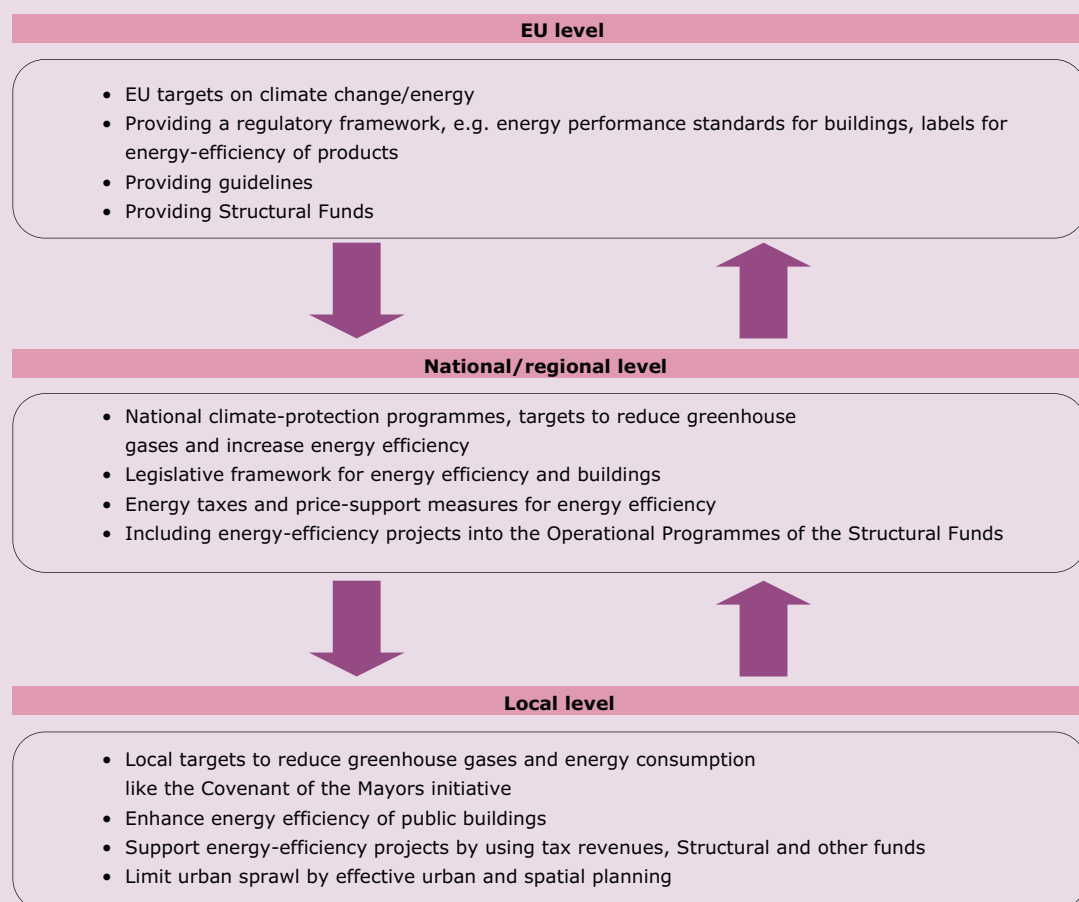 EU level
• EU targets on climate change/energy
• Providing a regulatory framework, e.g. energy performance standards for buildings, labels for
energy-efficiency of products
• Providing guidelines
• Providing Structural Funds
National/regional level
• National climate-protection programmes, targets to reduce greenhouse
gases and increase energy efficiency
• Legislative framework for energy efficiency and buildings
• Energy taxes and price-support measures for energy efficiency
• Including energy-efficiency projects into the Operational Programmes of the Structural Funds
Local level
• Local targets to reduce greenhouse gases and energy consumption
like the Covenant of the Mayors initiative
• Enhance energy efficiency of public buildings
• Support energy-efficiency projects by using tax revenues, Structural and other funds
• Limit urban sprawl by effective urban and spatial planning